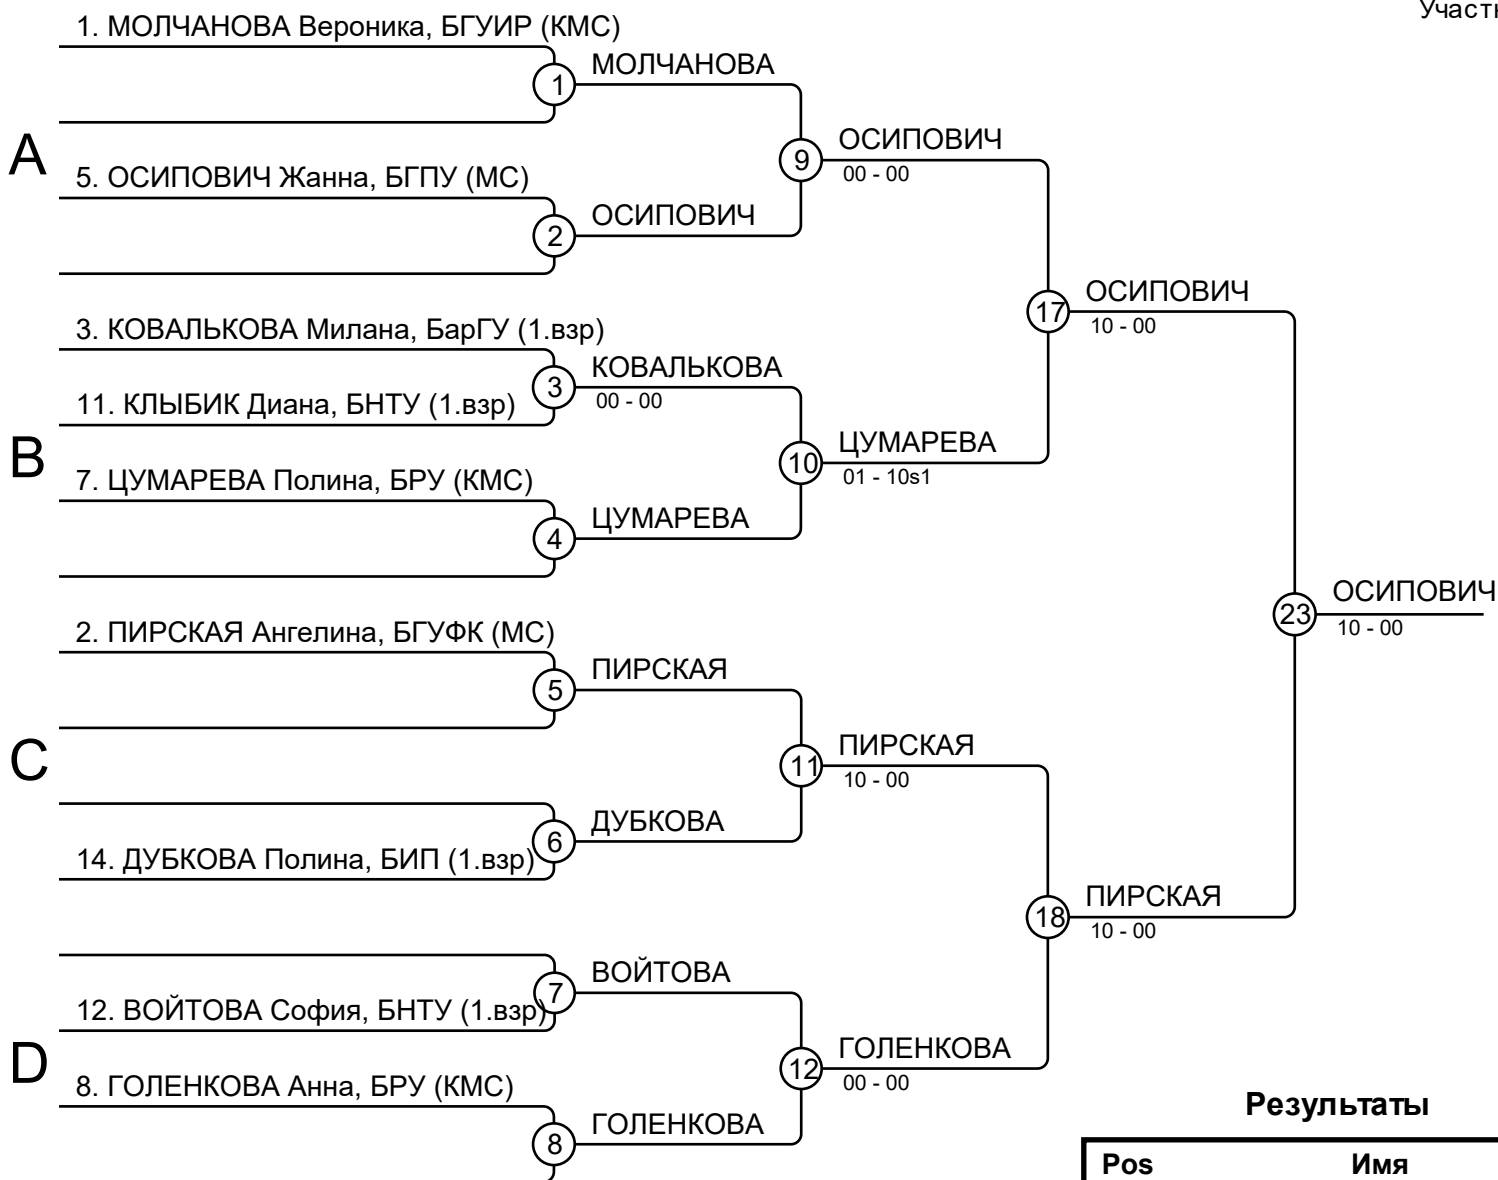 Участн
1. МОЛЧАНОВА Вероника, БГУИР (КМС)
1
МОЛЧАНОВА
A
9
ОСИПОВИЧ
00 - 00
5. ОСИПОВИЧ Жанна, БГПУ (МС)
2
ОСИПОВИЧ
17
ОСИПОВИЧ
10 - 00
3. КОВАЛЬКОВА Милана, БарГУ (1.взр)
3
КОВАЛЬКОВА
00 - 00
11. КЛЫБИК Диана, БНТУ (1.взр)
B
10
ЦУМАРЕВА
01 - 10s1
7. ЦУМАРЕВА Полина, БРУ (КМС)
4
ЦУМАРЕВА
23
ОСИПОВИЧ
10 - 00
2. ПИРСКАЯ Ангелина, БГУФК (МС)
5
ПИРСКАЯ
C
11
ПИРСКАЯ
10 - 00
6
ДУБКОВА
14. ДУБКОВА Полина, БИП (1.взр)
18
ПИРСКАЯ
10 - 00
7
ВОЙТОВА
12. ВОЙТОВА София, БНТУ (1.взр)
D
12
ГОЛЕНКОВА
00 - 00
8. ГОЛЕНКОВА Анна, БРУ (КМС)
8
ГОЛЕНКОВА
Результаты
Pos Имя